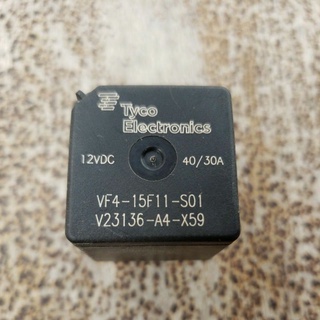 Tyco
Electronics
12VDC 40/30A
VF4-15F11-S01
V23136-A4-X59